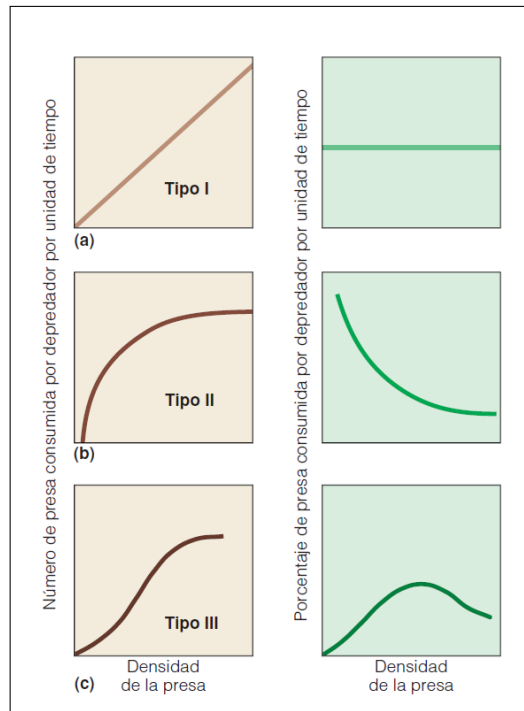 Número de presa consumida por depredador por unidad de tiempo
Porcentaje de presa consumida por depredador por unidad de tiempo
Tipo I
(a)
Tipo II
(b)
Tipo III
(c)
Densidad
de la presa
Densidad
de la presa